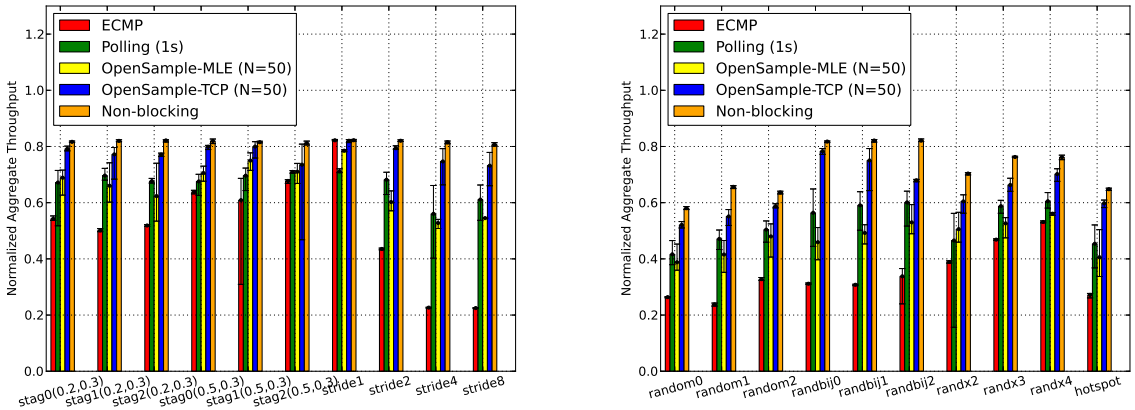 Normalized Aggregate Throughput
1.2
1.0
0.8
0.6
0.4
0.2
0.0
ECMP
Polling (1s)
OpenSample-MLE (N=50)
OpenSample-TCP (N=50)
Non-blocking
stag0(0.2,0.3)
stag1(0.2,0.3)
stag2(0.2,0.3)
stag0(0.5,0.3)
stag1(0.5,0.3)
stag2(0.5,0.3)
stride1
stride2
stride4
stride8
Normalized Aggregate Throughput
1.2
1.0
0.8
0.6
0.4
0.2
0.0
ECMP
Polling (1s)
OpenSample-MLE (N=50)
OpenSample-TCP (N=50)
Non-blocking
random0
random1
random2
randbij0
randbij1
randbij2
randx2
randx3
randx4
hotspot